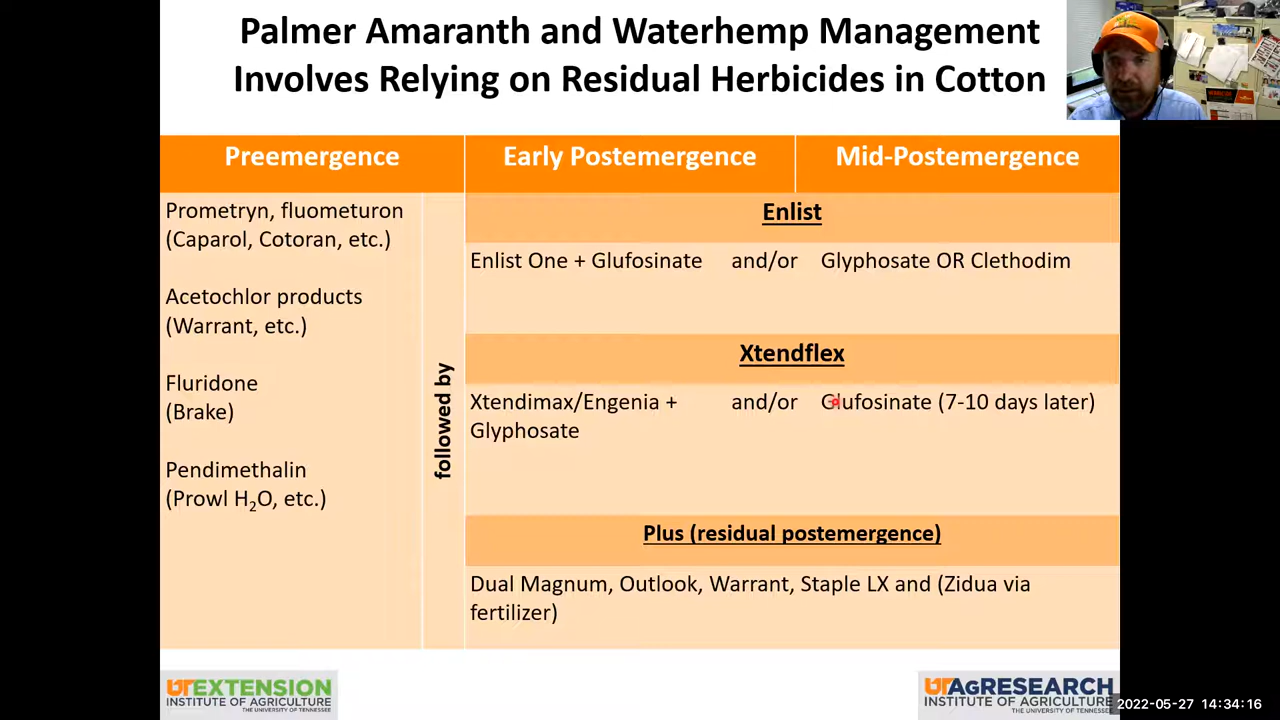 Palmer Amaranth and Waterhemp Management
Involves Relying on Residual Herbicides in Cotton
Preemergence
Early Postemergence
Mid-Postemergence
Prometryn, fluometuron
(Caparol, Cotoran, etc.)
Acetochlor products
(Warrant, etc.)
Fluridone
(Brake)
Pendimethalin
(Prowl H₂O, etc.)
followed by
Enlist
Enlist One + Glufosinate and/or Glyphosate OR Clethodim
Xtendflex
Xtendimax/Engenia + and/or Glufosinate (7-10 days later)
Glyphosate
Plus (residual postemergence)
Dual Magnum, Outlook, Warrant, Staple LX and (Zidua via
fertilizer)
UT EXTENSION
INSTITUTE OF AGRICULTURE
THE UNIVERSITY OF TENNESSEE
UT AgRESEARCH
INSTITUTE OF AGRICULTURE
THE UNIVERSITY OF TENNESSEE
2022-05-27 14:34:16